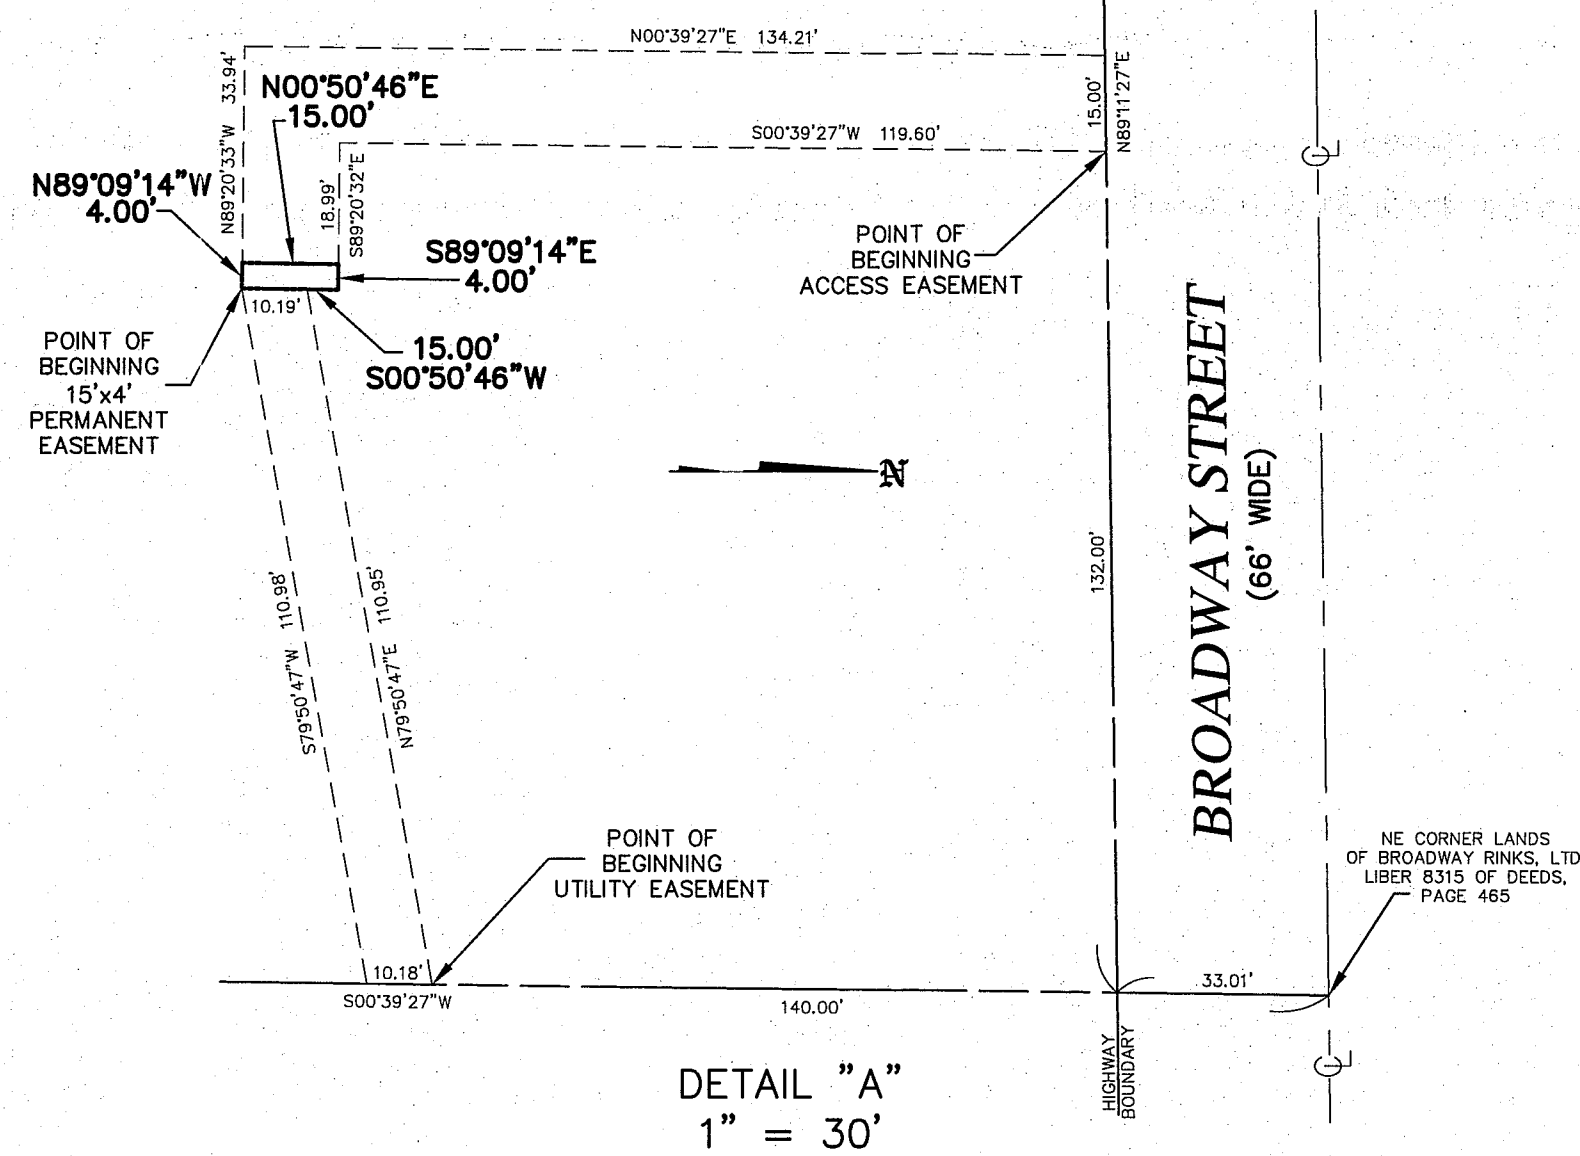 N00°39'27"E 134.21'
N89°20'33"W 33.94'
N00°50'46"E
15.00'
15.00'
N89°11'27"E
S00°39'27"W 119.60'
N89°09'14"W
4.00'
18.99'
S89°20'32"E
S89°09'14"E
4.00'
POINT OF
BEGINNING
ACCESS EASEMENT
10.19'
POINT OF
BEGINNING
15'x4'
PERMANENT
EASEMENT
15.00'
S00°50'46"W
N
BROADWAY STREET
(66' WIDE)
132.00'
S79°50'47"W 110.98'
N79°50'47"E 110.95'
POINT OF
BEGINNING
UTILITY EASEMENT
NE CORNER LANDS
OF BROADWAY RINKS, LTD
LIBER 8315 OF DEEDS,
PAGE 465
10.18'
S00°39'27"W
140.00'
33.01'
HIGHWAY
BOUNDARY
DETAIL "A"
1" = 30'